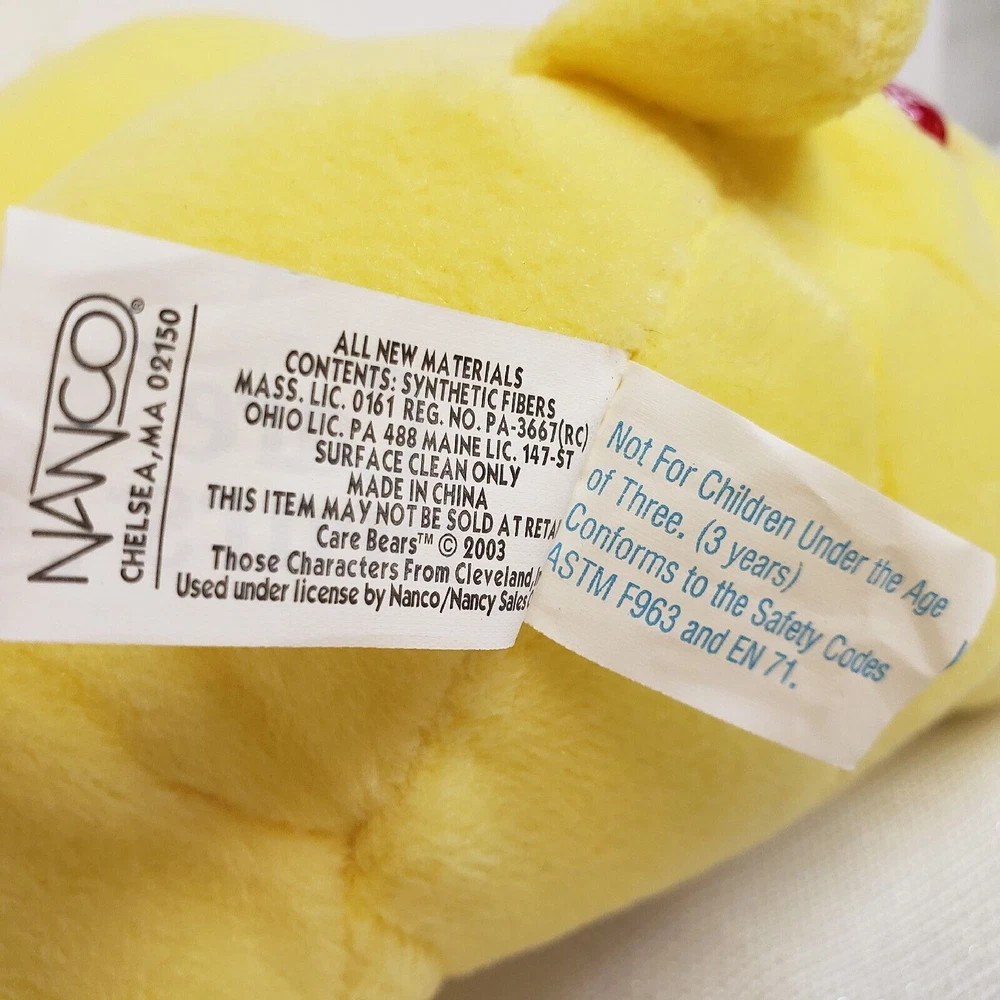 NANCO®
CHELSEA, MA 02150
ALL NEW MATERIALS
CONTENTS: SYNTHETIC FIBERS
MASS. LIC. 0161 REG. NO. PA-3667(RC)
OHIO LIC. PA 488 MAINE LIC. 147-ST
SURFACE CLEAN ONLY
MADE IN CHINA
THIS ITEM MAY NOT BE SOLD AT RETA
Care Bears™ © 2003
Those Characters From Cleveland,
Used under license by Nanco/Nancy Sales
Not For Children Under the Age
of Three. (3 years)
Conforms to the Safety Codes
ASTM F963 and EN 71.